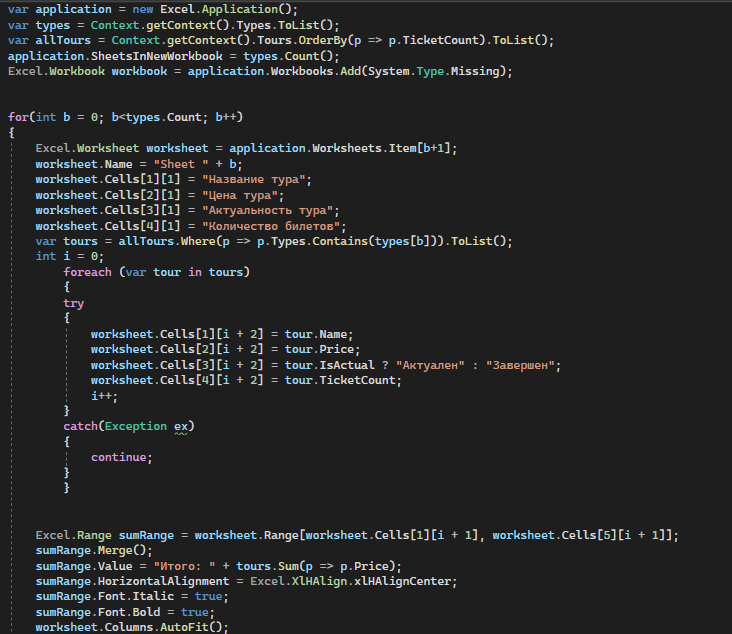 var application = new Excel.Application();
var types = Context.getContext().Types.ToList();
var allTours = Context.getContext().Tours.OrderBy(p => p.TicketCount).ToList();
application.SheetsInNewWorkbook = types.Count();
Excel.Workbook workbook = application.Workbooks.Add(System.Type.Missing);
for(int b = 0; b<types.Count; b++)
{
Excel.Worksheet worksheet = application.Worksheets.Item[b+1];
worksheet.Name = "Sheet " + b;
worksheet.Cells[1][1] = "Название тура";
worksheet.Cells[2][1] = "Цена тура";
worksheet.Cells[3][1] = "Актуальность тура";
worksheet.Cells[4][1] = "Количество билетов";
var tours = allTours.Where(p => p.Types.Contains(types[b])).ToList();
int i = 0;
foreach (var tour in tours)
{
try
{
worksheet.Cells[1][i + 2] = tour.Name;
worksheet.Cells[2][i + 2] = tour.Price;
worksheet.Cells[3][i + 2] = tour.IsActual ? "Актуален" : "Завершен";
worksheet.Cells[4][i + 2] = tour.TicketCount;
i++;
}
catch(Exception ex)
{
continue;
}
}
Excel.Range sumRange = worksheet.Range[worksheet.Cells[1][i + 1], worksheet.Cells[5][i + 1]];
sumRange.Merge();
sumRange.Value = "Итого: " + tours.Sum(p => p.Price);
sumRange.HorizontalAlignment = Excel.XlHAlign.xlHAlignCenter;
sumRange.Font.Italic = true;
sumRange.Font.Bold = true;
worksheet.Columns.AutoFit();